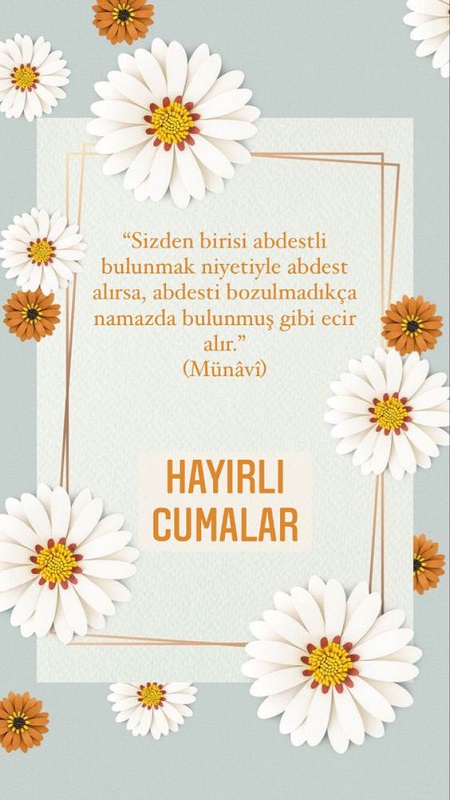 “Sizden birisi abdestli
bulunmak niyetiyle abdest
alırsa, abdesti bozulmadıkça
namazda bulunmuş gibi ecir
alır.”
(Münâvî)
HAYIRLI
CUMALAR